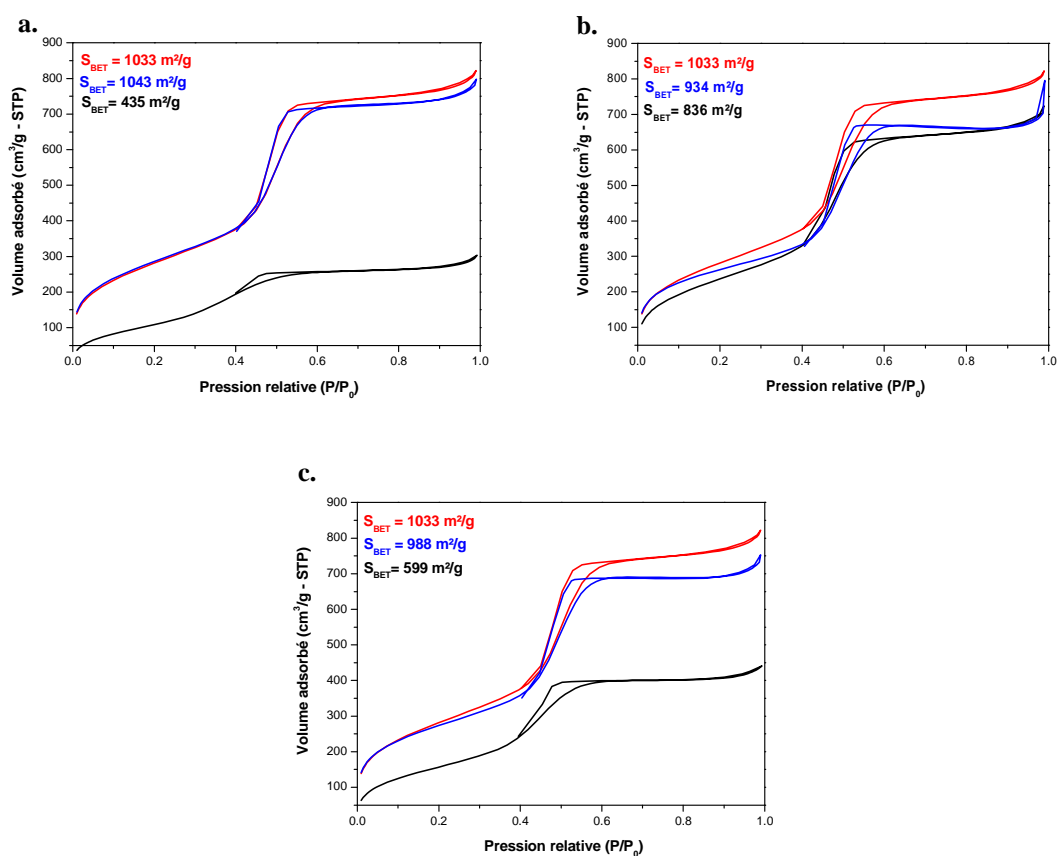 a.
900
800
700
600
500
400
300
200
100
0.0 0.2 0.4 0.6 0.8 1.0
Volume adsorbé (cm³/g - STP)
Pression relative (P/P₀)
S_BET = 1033 m²/g
S_BET = 1043 m²/g
S_BET= 435 m²/g
b.
900
800
700
600
500
400
300
200
100
0.0 0.2 0.4 0.6 0.8 1.0
Volume adsorbé (cm³/g - STP)
Pression relative (P/P₀)
S_BET = 1033 m²/g
S_BET = 934 m²/g
S_BET= 836 m²/g
c.
900
800
700
600
500
400
300
200
100
0.0 0.2 0.4 0.6 0.8 1.0
Volume adsorbé (cm³/g - STP)
Pression relative (P/P₀)
S_BET = 1033 m²/g
S_BET = 988 m²/g
S_BET= 599 m²/g